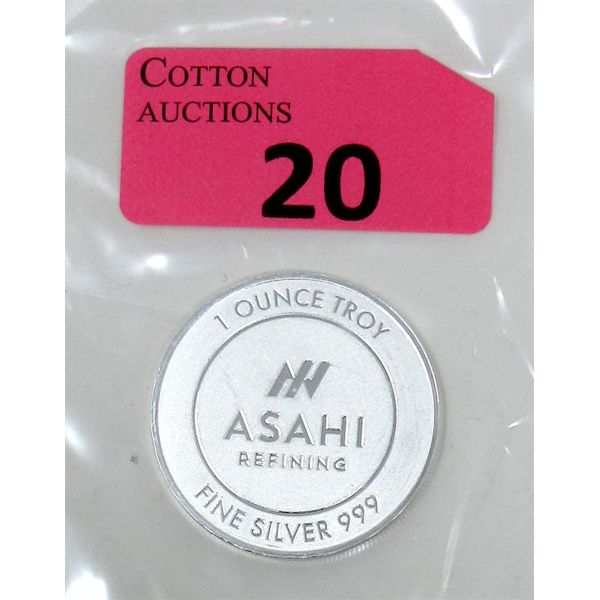 COTTON
AUCTIONS
20
1 OUNCE TROY
ASAHI
REFINING
FINE SILVER 999